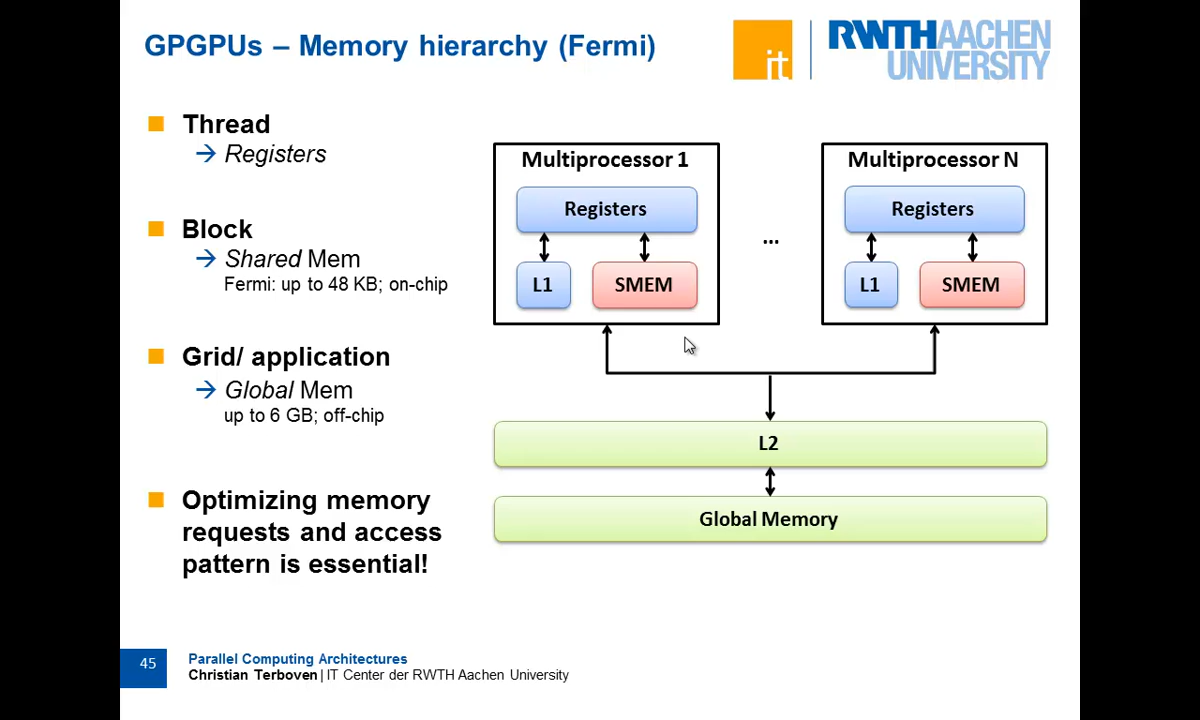 GPGPUs – Memory hierarchy (Fermi)
it
RWTHAACHEN
UNIVERSITY
Thread
→ Registers
Block
→ Shared Mem
Fermi: up to 48 KB; on-chip
Grid/ application
→ Global Mem
up to 6 GB; off-chip
Optimizing memory
requests and access
pattern is essential!
Multiprocessor 1
Registers
L1
SMEM
...
Multiprocessor N
Registers
L1
SMEM
L2
Global Memory
45
Parallel Computing Architectures
Christian Terboven | IT Center der RWTH Aachen University